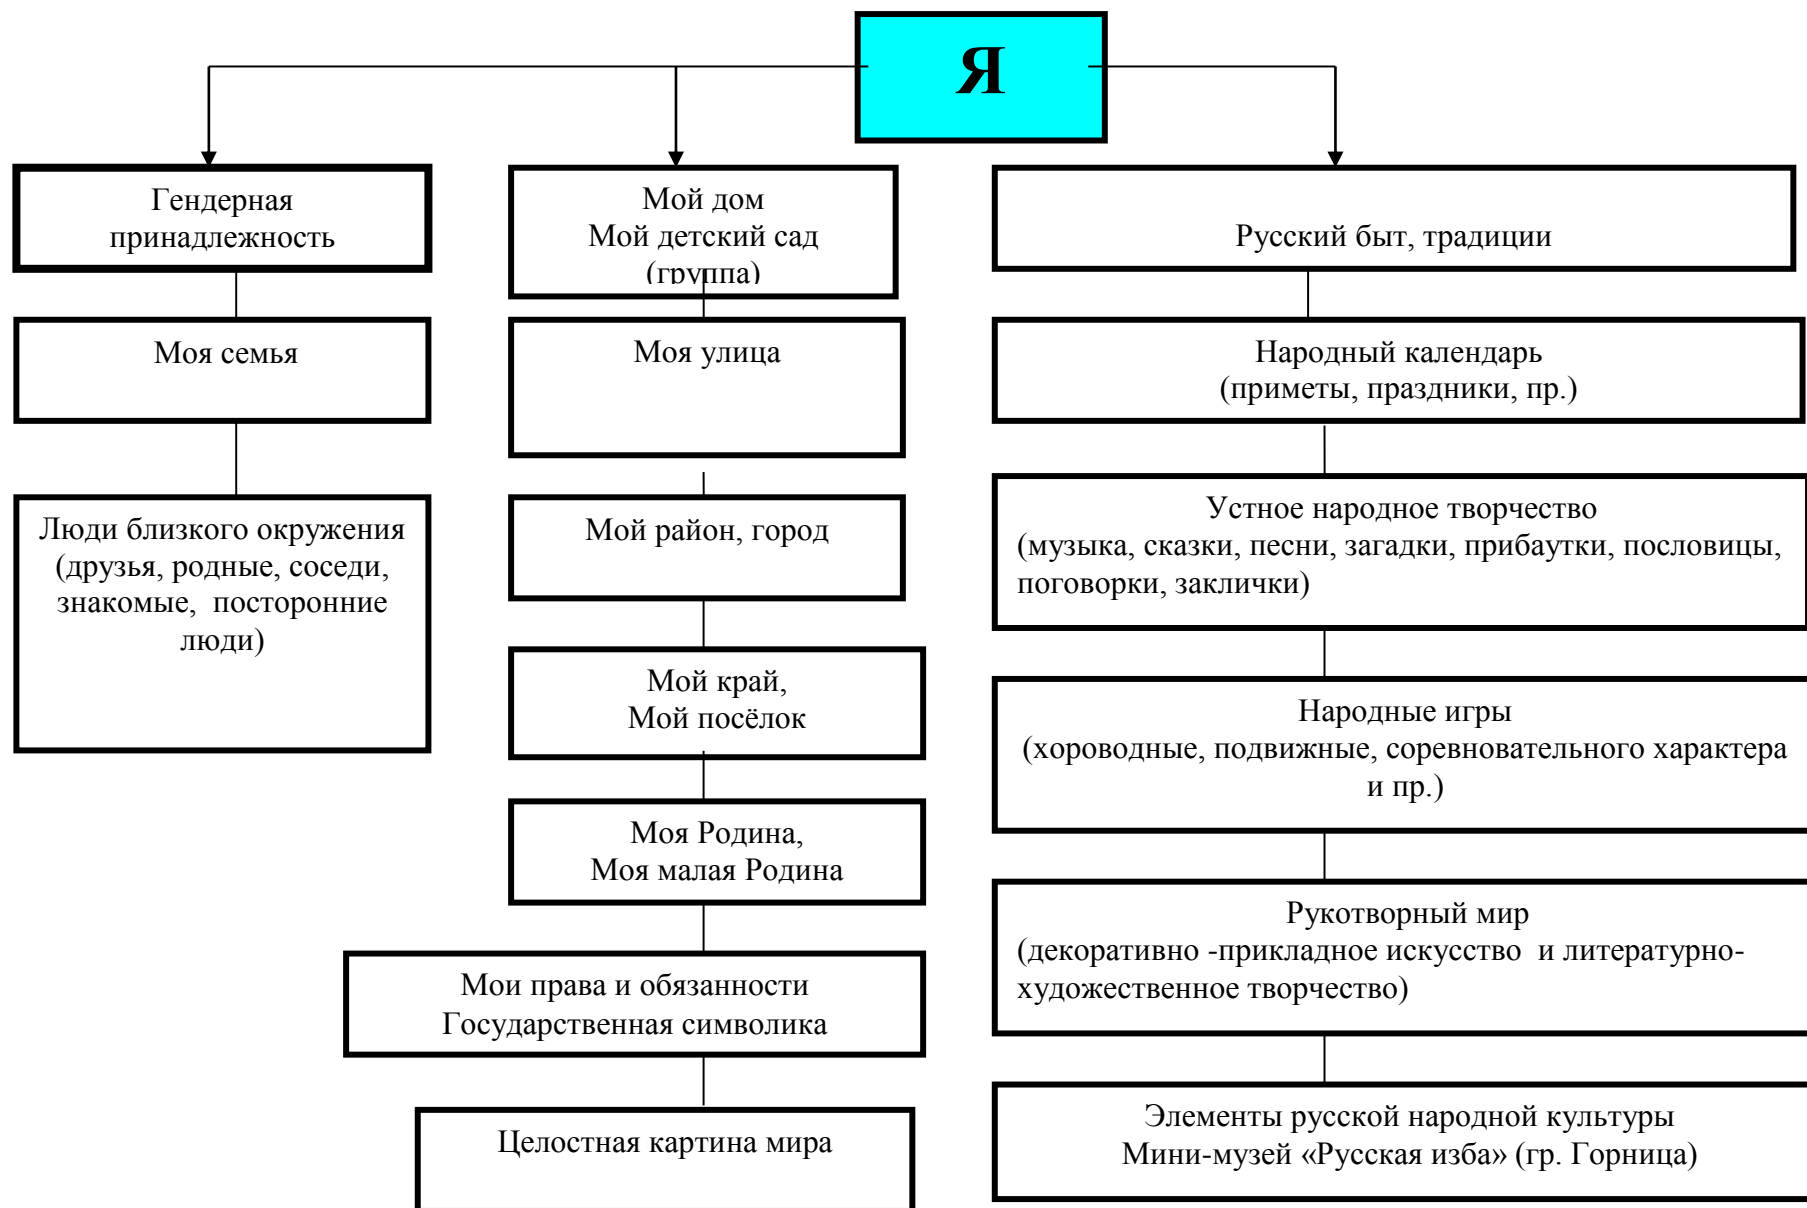 Я
Гендерная
принадлежность
Моя семья
Люди близкого окружения
(друзья, родные, соседи,
знакомые,  посторонние
люди)
Мой дом
Мой детский сад
(группа)
Моя улица
Мой район, город
Мой край,
Мой посёлок
Моя Родина,
Моя малая Родина
Мои права и обязанности
Государственная символика
Целостная картина мира
Русский быт, традиции
Народный календарь
(приметы, праздники, пр.)
Устное народное творчество
(музыка, сказки, песни, загадки, прибаутки, пословицы,
поговорки, заклички)
Народные игры
(хороводные, подвижные, соревновательного характера
и пр.)
Рукотворный мир
(декоративно -прикладное искусство  и литературно-
художественное творчество)
Элементы русской народной культуры
Мини-музей «Русская изба» (гр. Горница)